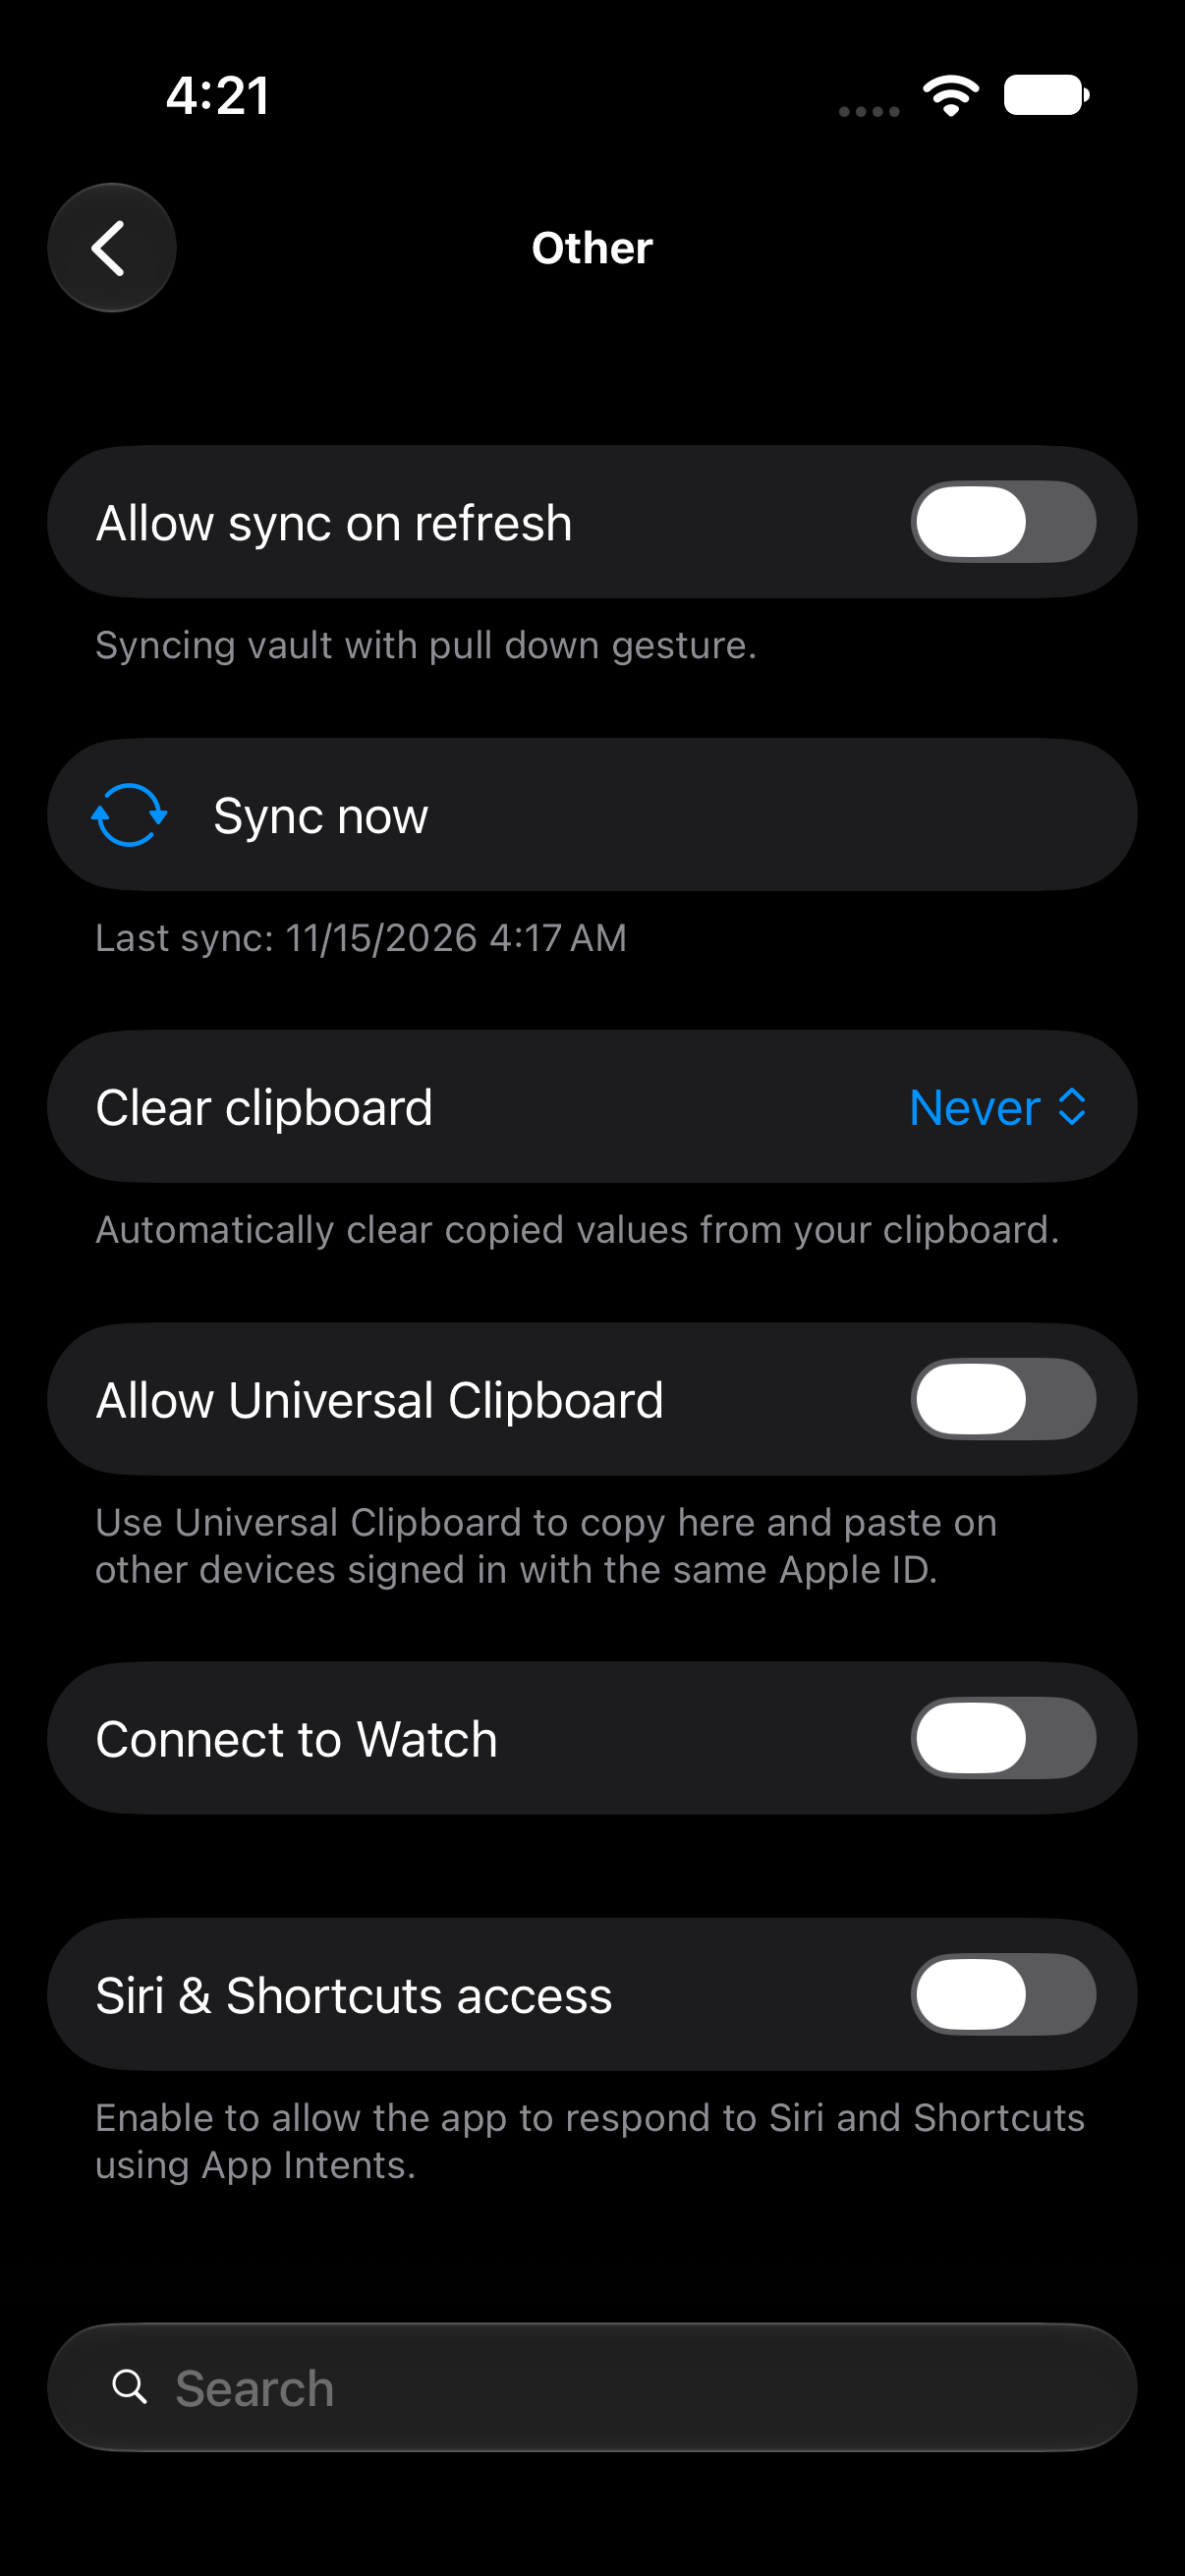 4:21
Other
Allow sync on refresh
Syncing vault with pull down gesture.
Sync now
Last sync: 11/15/2026 4:17 AM
Clear clipboard
Never
Automatically clear copied values from your clipboard.
Allow Universal Clipboard
Use Universal Clipboard to copy here and paste on
other devices signed in with the same Apple ID.
Connect to Watch
Siri & Shortcuts access
Enable to allow the app to respond to Siri and Shortcuts
using App Intents.
Search